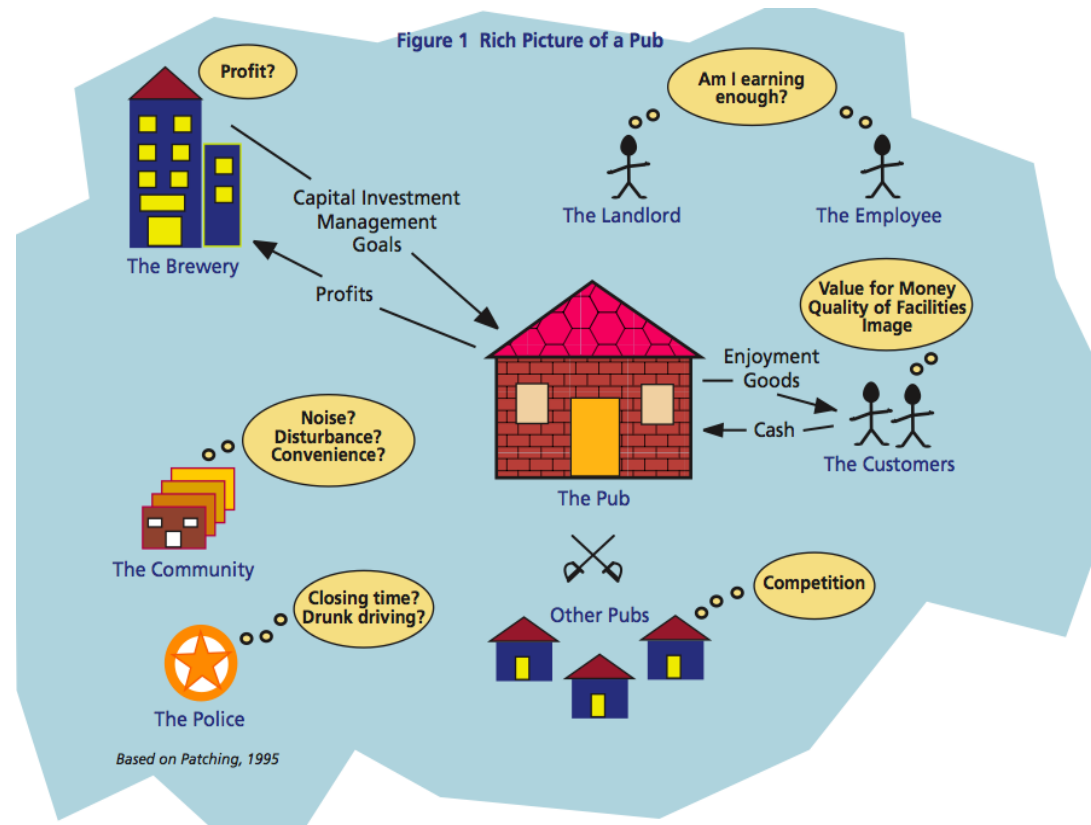 Figure 1 Rich Picture of a Pub
Profit?
Am I earning
enough?
Capital Investment
Management
Goals
The Landlord
The Employee
The Brewery
Profits
Value for Money
Quality of Facilities
Image
Enjoyment
Goods
Cash
The Customers
Noise?
Disturbance?
Convenience?
The Pub
The Community
Closing time?
Drunk driving?
Other Pubs
Competition
The Police
Based on Patching, 1995